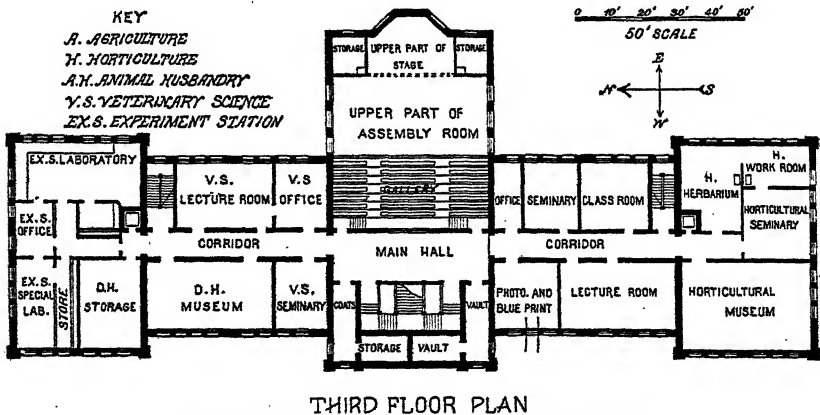 KEY
A. AGRICULTURE
H. HORTICULTURE
A.H. ANIMAL HUSBANDRY
V.S. VETERINARY SCIENCE
EX.S. EXPERIMENT STATION
0 10' 20' 30' 40' 50'
50' SCALE
E
N S
W
STORAGE
UPPER PART OF
STAGE
STORAGE
UPPER PART OF
ASSEMBLY ROOM
GALLERY
EX.S. LABORATORY
V.S.
LECTURE ROOM
V.S
OFFICE
OFFICE
SEMINARY
CLASS ROOM
H.
HERBARIUM
H.
WORK ROOM
HORTICULTURAL
SEMINARY
EX.S
OFFICE
CORRIDOR
MAIN HALL
CORRIDOR
EX.S.
SPECIAL
LAB.
STORE
D.H.
STORAGE
D.H.
MUSEUM
V.S.
SEMINARY
COATS
VAULT
PHOTO. AND
BLUE PRINT
LECTURE ROOM
HORTICULTURAL
MUSEUM
STORAGE
VAULT
THIRD FLOOR PLAN